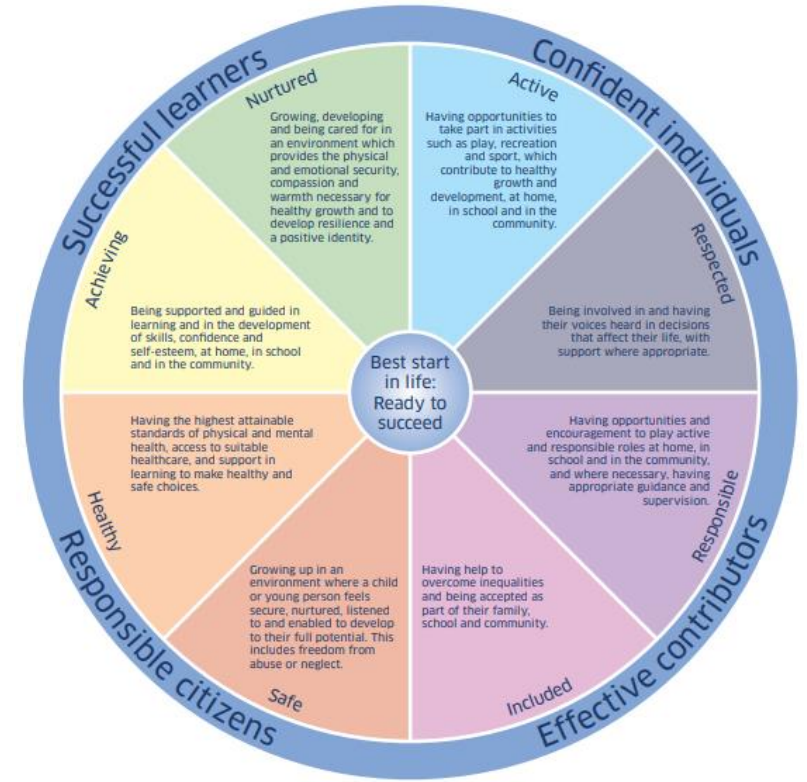 Successful learners
Confident individuals
Nurtured
Growing, developing
and being cared for in
an environment which
provides the physical
and emotional security,
compassion and
warmth necessary for
healthy growth and to
develop resilience and
a positive identity.
Active
Having opportunities to
take part in activities
such as play, recreation
and sport, which
contribute to healthy
growth and
development, at home,
in school and in the
community.
Achieving
Being supported and guided in
learning and in the development
of skills, confidence and
self-esteem, at home, in school
and in the community.
Respected
Being involved in and having
their voices heard in decisions
that affect their life, with
support where appropriate.
Best start
in life:
Ready to
succeed
Healthy
Having the highest attainable
standards of physical and mental
health, access to suitable
healthcare, and support in
learning to make healthy and
safe choices.
Responsible
Having opportunities and
encouragement to play active
and responsible roles at home, in
school and in the community,
and where necessary, having
appropriate guidance and
supervision.
Safe
Growing up in an
environment where a child
or young person feels
secure, nurtured, listened
to and enabled to develop
to their full potential. This
includes freedom from
abuse or neglect.
Included
Having help to
overcome inequalities
and being accepted as
part of their family,
school and community.
Responsible citizens
Effective contributors